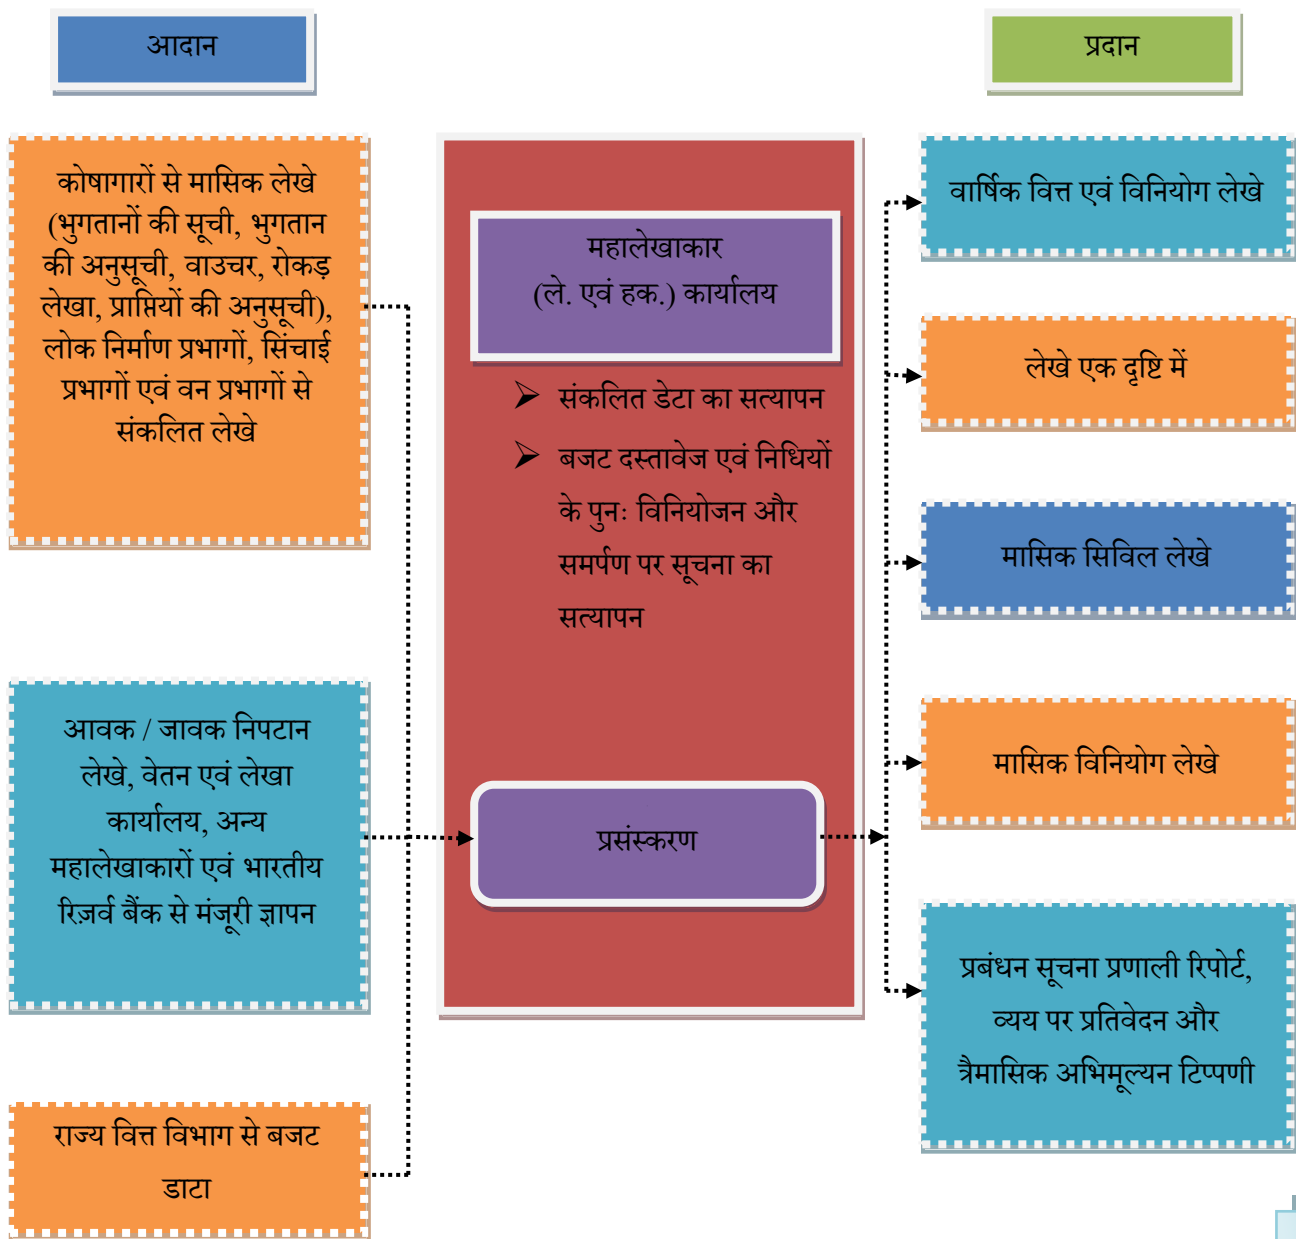 आदान
प्रदान
कोषागारों से मासिक लेखे
(भुगतानों की सूची, भुगतान
की अनुसूची, वाउचर, रोकड़
लेखा, प्राप्तियों की अनुसूची),
लोक निर्माण प्रभागों, सिंचाई
प्रभागों एवं वन प्रभागों से
संकलित लेखे
आवक / जावक निपटान
लेखे, वेतन एवं लेखा
कार्यालय, अन्य
महालेखाकारों एवं भारतीय
रिज़र्व बैंक से मंजूरी ज्ञापन
राज्य वित्त विभाग से बजट
डाटा
महालेखाकार
(ले. एवं हक.) कार्यालय
➢ संकलित डेटा का सत्यापन
➢ बजट दस्तावेज एवं निधियों
के पुनः विनियोजन और
समर्पण पर सूचना का
सत्यापन
प्रसंस्करण
वार्षिक वित्त एवं विनियोग लेखे
लेखे एक दृष्टि में
मासिक सिविल लेखे
मासिक विनियोग लेखे
प्रबंधन सूचना प्रणाली रिपोर्ट,
व्यय पर प्रतिवेदन और
त्रैमासिक अभिमूल्यन टिप्पणी